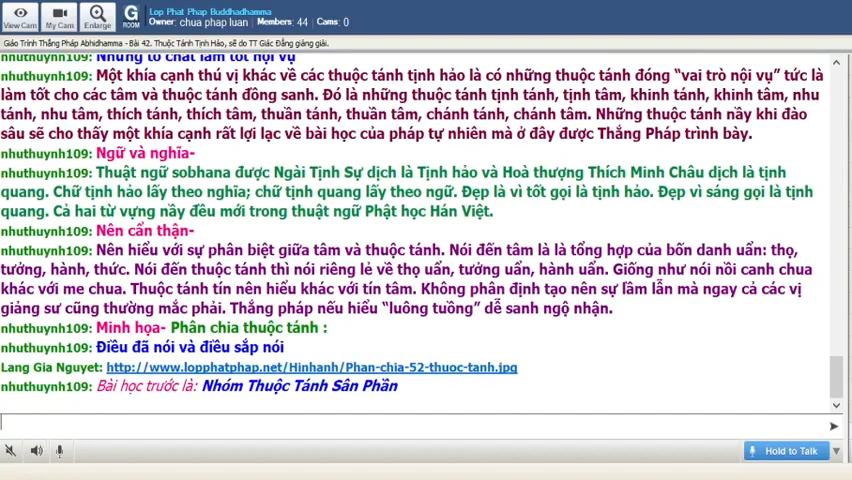 Lop Phat Phap Buddhadhamma
Owner: chua phap luan | Members: 44 | Cams: 0
View Cam
My Cam
Enlarge
G
ROOM
Giáo Trình Thắng Pháp Abhidhamma - Bài 42. Thuộc Tánh Tịnh Hảo, sẽ do TT Giác Đẳng giảng giải.
nhuthuynh109: Những tố chất làm tốt nội vụ
nhuthuynh109: Một khía cạnh thú vị khác về các thuộc tánh tịnh hảo là có những thuộc tánh đóng “vai trò nội vụ” tức là
làm tốt cho các tâm và thuộc tánh đồng sanh. Đó là những thuộc tánh tịnh tánh, tịnh tâm, khinh tánh, khinh tâm, nhu
tánh, nhu tâm, thích tánh, thích tâm, thuần tánh, thuần tâm, chánh tánh, chánh tâm. Những thuộc tánh nầy khi đào
sâu sẽ cho thấy một khía cạnh rất lợi lạc về bài học của pháp tự nhiên mà ở đây được Thắng Pháp trình bày.
nhuthuynh109: Ngữ và nghĩa-
nhuthuynh109: Thuật ngữ sobhana được Ngài Tịnh Sự dịch là Tịnh hảo và Hoà thượng Thích Minh Châu dịch là tịnh
quang. Chữ tịnh hảo lấy theo nghĩa; chữ tịnh quang lấy theo ngữ. Đẹp là vì tốt gọi là tịnh hảo. Đẹp vì sáng gọi là tịnh
quang. Cả hai từ vựng nầy đều mới trong thuật ngữ Phật học Hán Việt.
nhuthuynh109: Nên cẩn thận-
nhuthuynh109: Nên hiểu với sự phân biệt giữa tâm và thuộc tánh. Nói đến tâm là là tổng hợp của bốn danh uẩn: thọ,
tưởng, hành, thức. Nói đến thuộc tánh thì nói riêng lẻ về thọ uẩn, tưởng uẩn, hành uẩn. Giống như nói nồi canh chua
khác với me chua. Thuộc tánh tín nên hiểu khác với tín tâm. Không phân định tạo nên sự lầm lẫn mà ngay cả các vị
giảng sư cũng thường mắc phải. Thắng pháp nếu hiểu “luông tuồng” dễ sanh ngộ nhận.
nhuthuynh109: Minh họa- Phân chia thuộc tánh :
nhuthuynh109: Điều đã nói và điều sắp nói
Lang Gia Nguyet: http://www.lopphatphap.net/Hinhanh/Phan-chia-52-thuoc-tanh.jpg
nhuthuynh109: Bài học trước là: Nhóm Thuộc Tánh Sân Phần
Hold to Talk